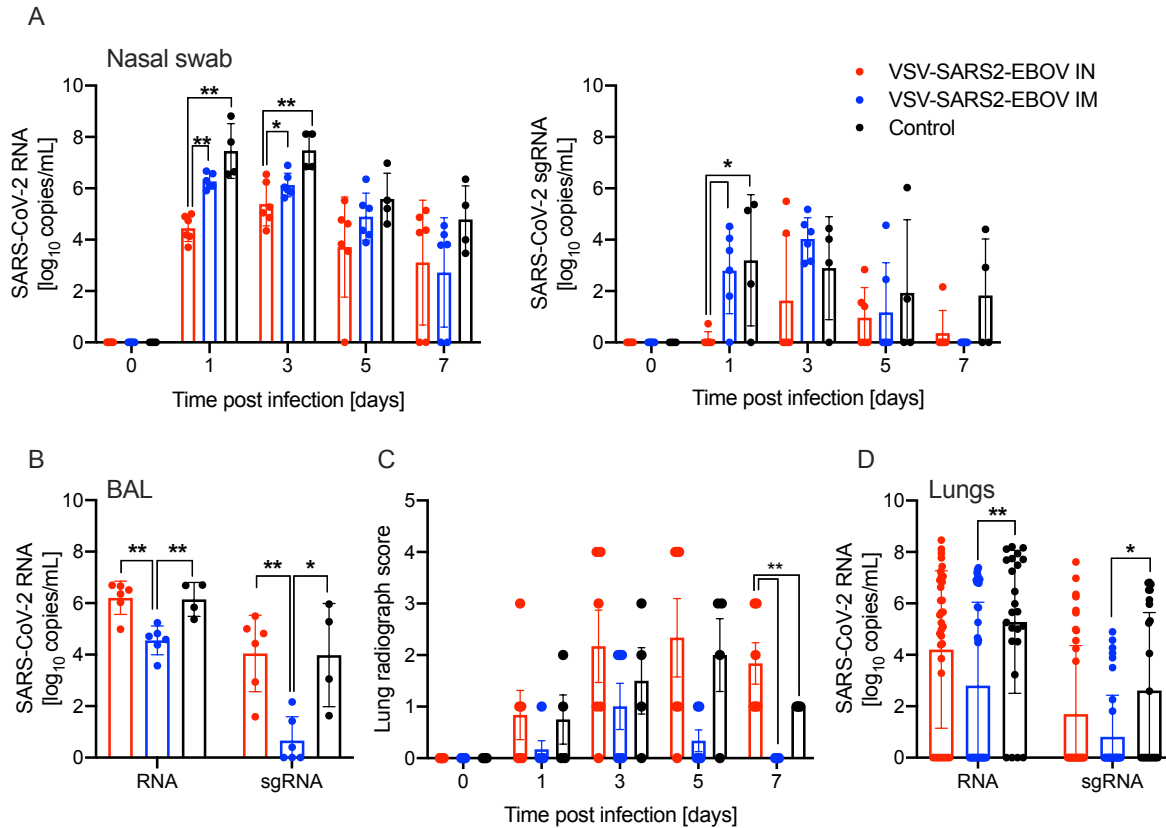 A
Nasal swab
VSV-SARS2-EBOV IN
VSV-SARS2-EBOV IM
Control
SARS-CoV-2 RNA
[log10 copies/mL]
10
8
6
4
2
0
** ** ** *
0 1 3 5 7
Time post infection [days]
SARS-CoV-2 sgRNA
[log10 copies/mL]
10
8
6
4
2
0
*
0 1 3 5 7
Time post infection [days]
B
BAL
SARS-CoV-2 RNA
[log10 copies/mL]
10
8
6
4
2
0
** ** ** *
RNA sgRNA
C
Lung radiograph score
5
4
3
2
1
0
**
0 1 3 5 7
Time post infection [days]
D
Lungs
SARS-CoV-2 RNA
[log10 copies/mL]
10
8
6
4
2
0
** *
RNA sgRNA